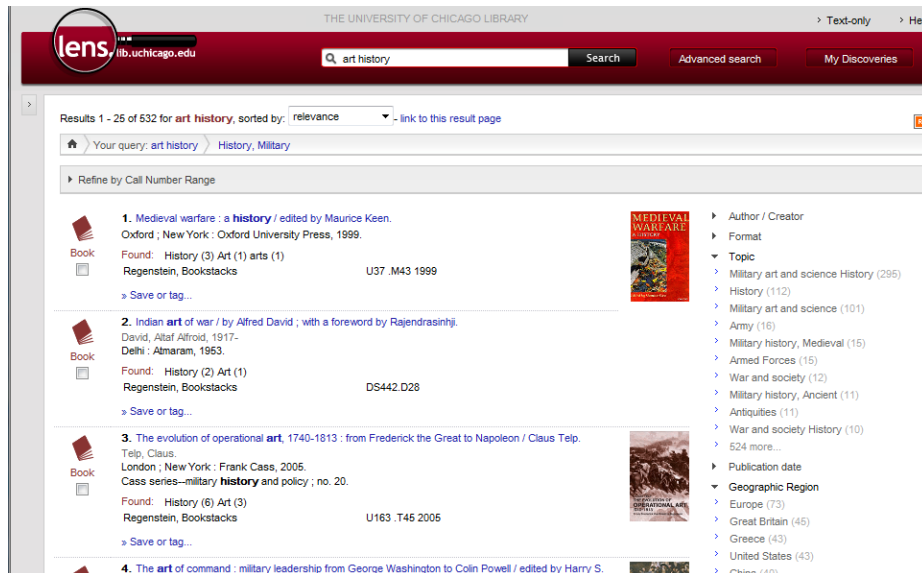 THE UNIVERSITY OF CHICAGO LIBRARY
› Text-only › He
lens. lib.uchicago.edu
art history Search Advanced search My Discoveries
Results 1 - 25 of 532 for art history, sorted by: relevance - link to this result page
Your query: art history History, Military
Refine by Call Number Range
1. Medieval warfare : a history / edited by Maurice Keen.
Oxford ; New York : Oxford University Press, 1999.
Book
Found: History (3) Art (1) arts (1)
Regenstein, Bookstacks U37 .M43 1999
» Save or tag...
MEDIEVAL
WARFARE
A HISTORY
2. Indian art of war / by Alfred David ; with a foreword by Rajendrasinhji.
David, Altaf Alfroid, 1917-
Delhi : Atmaram, 1953.
Book
Found: History (2) Art (1)
Regenstein, Bookstacks DS442.D28
» Save or tag...
3. The evolution of operational art, 1740-1813 : from Frederick the Great to Napoleon / Claus Telp.
Telp, Claus.
London ; New York : Frank Cass, 2005.
Cass series--military history and policy ; no. 20.
Book
Found: History (6) Art (3)
Regenstein, Bookstacks U163 .T45 2005
» Save or tag...
THE EVOLUTION OF
OPERATIONAL ART
4. The art of command : military leadership from George Washington to Colin Powell / edited by Harry S.
Author / Creator
Format
Topic
Military art and science History (295)
History (112)
Military art and science (101)
Army (16)
Military history, Medieval (15)
Armed Forces (15)
War and society (12)
Military history, Ancient (11)
Antiquities (11)
War and society History (10)
524 more...
Publication date
Geographic Region
Europe (73)
Great Britain (45)
Greece (43)
United States (43)
China (40)